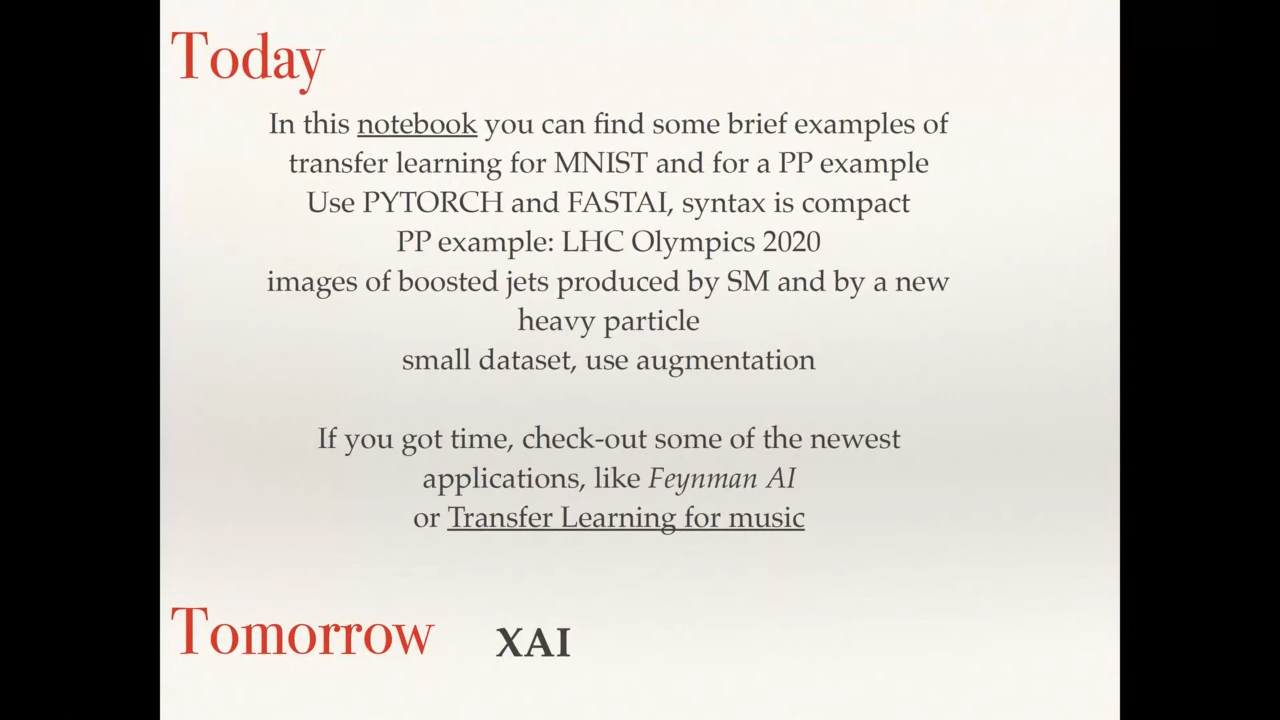 Today
In this notebook you can find some brief examples of
transfer learning for MNIST and for a PP example
Use PYTORCH and FASTAI, syntax is compact
PP example: LHC Olympics 2020
images of boosted jets produced by SM and by a new
heavy particle
small dataset, use augmentation
If you got time, check-out some of the newest
applications, like Feynman AI
or Transfer Learning for music
Tomorrow XAI